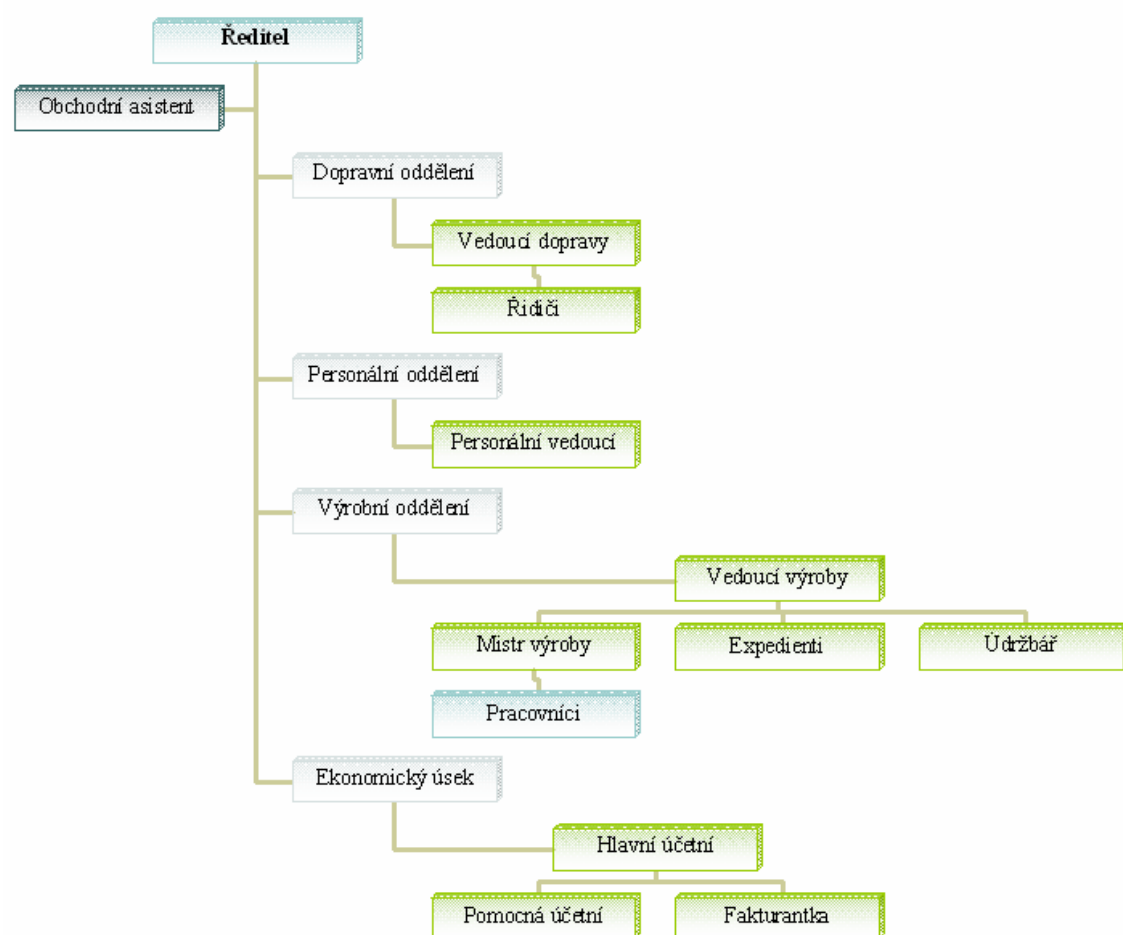 Ředitel
Obchodní asistent
Dopravní oddělení
Vedoucí dopravy
Řidiči
Personální oddělení
Personální vedoucí
Výrobní oddělení
Vedoucí výroby
Mistr výroby
Expedienti
Údržbář
Pracovníci
Ekonomický úsek
Hlavní účetní
Pomocná účetní
Fakturantka